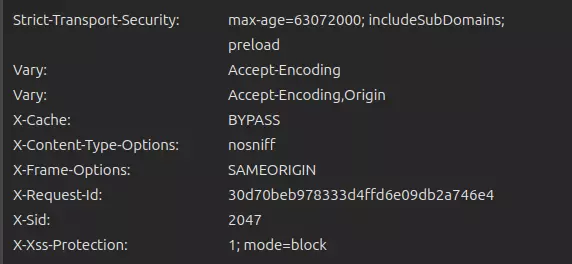 Strict-Transport-Security: max-age=63072000; includeSubDomains;
preload
Vary: Accept-Encoding
Vary: Accept-Encoding,Origin
X-Cache: BYPASS
X-Content-Type-Options: nosniff
X-Frame-Options: SAMEORIGIN
X-Request-Id: 30d70beb978333d4ffd6e09db2a746e4
X-Sid: 2047
X-Xss-Protection: 1; mode=block